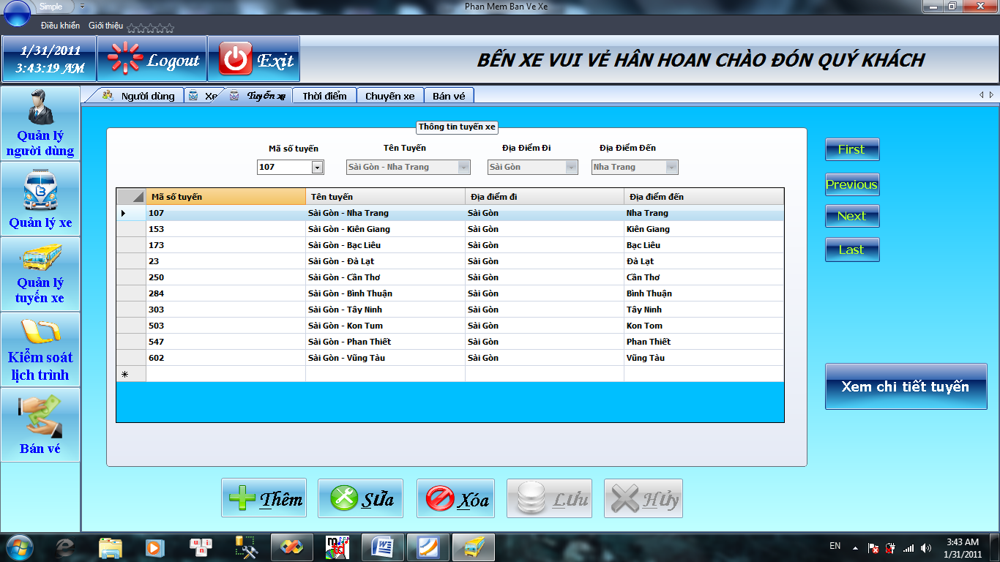 Simple
Phan Mem Ban Ve Xe
Điều khiển Giới thiệu
1/31/2011
3:43:19 AM
Logout
Exit
BẾN XE VUI VẺ HÂN HOAN CHÀO ĐÓN QUÝ KHÁCH
Người dùng Xe Tuyến xe Thời điểm Chuyến xe Bán vé
Quản lý
người dùng
Quản lý xe
Quản lý
tuyến xe
Kiểm soát
lịch trình
Bán vé
Thông tin tuyến xe
Mã số tuyến Tên Tuyến Địa Điểm Đi Địa Điểm Đến
107 Sài Gòn - Nha Trang Sài Gòn Nha Trang
Mã số tuyến Tên tuyến Địa điểm đi Địa điểm đến
107 Sài Gòn - Nha Trang Sài Gòn Nha Trang
153 Sài Gòn - Kiên Giang Sài Gòn Kiên Giang
173 Sài Gòn - Bạc Liêu Sài Gòn Bạc Liêu
23 Sài Gòn - Đà Lạt Sài Gòn Đà Lạt
250 Sài Gòn - Cần Thơ Sài Gòn Cần Thơ
284 Sài Gòn - Bình Thuận Sài Gòn Bình Thuận
303 Sài Gòn - Tây Ninh Sài Gòn Tây Ninh
503 Sài Gòn - Kon Tum Sài Gòn Kon Tom
547 Sài Gòn - Phan Thiết Sài Gòn Phan Thiết
602 Sài Gòn - Vũng Tàu Sài Gòn Vũng Tàu
First
Previous
Next
Last
Xem chi tiết tuyến
Thêm Sửa Xóa Lưu Hủy
EN
3:43 AM
1/31/2011